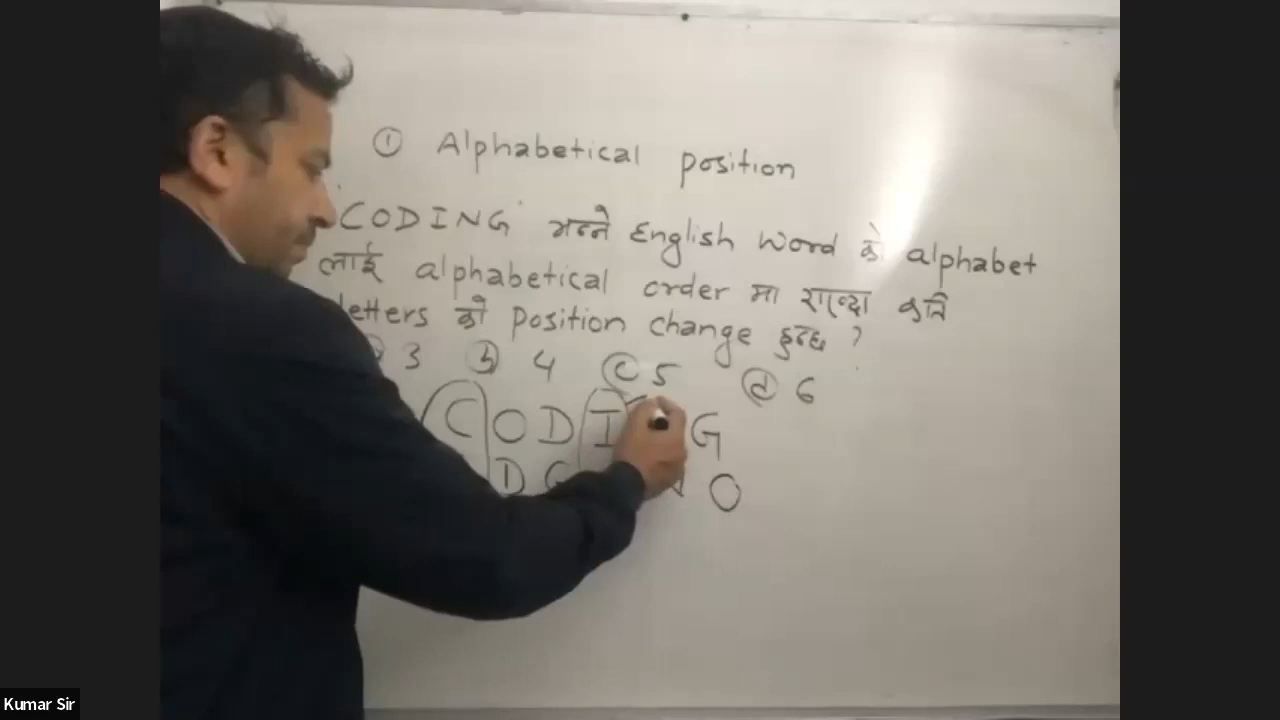 ① Alphabetical position
'CODING' भन्ने English Word को alphabet
लाई alphabetical order मा राख्दा कति
letters को position change हुन्छ ?
3 ⓑ 4 ⓒ 5 ⓓ 6
C O D I G
D G O
Kumar Sir